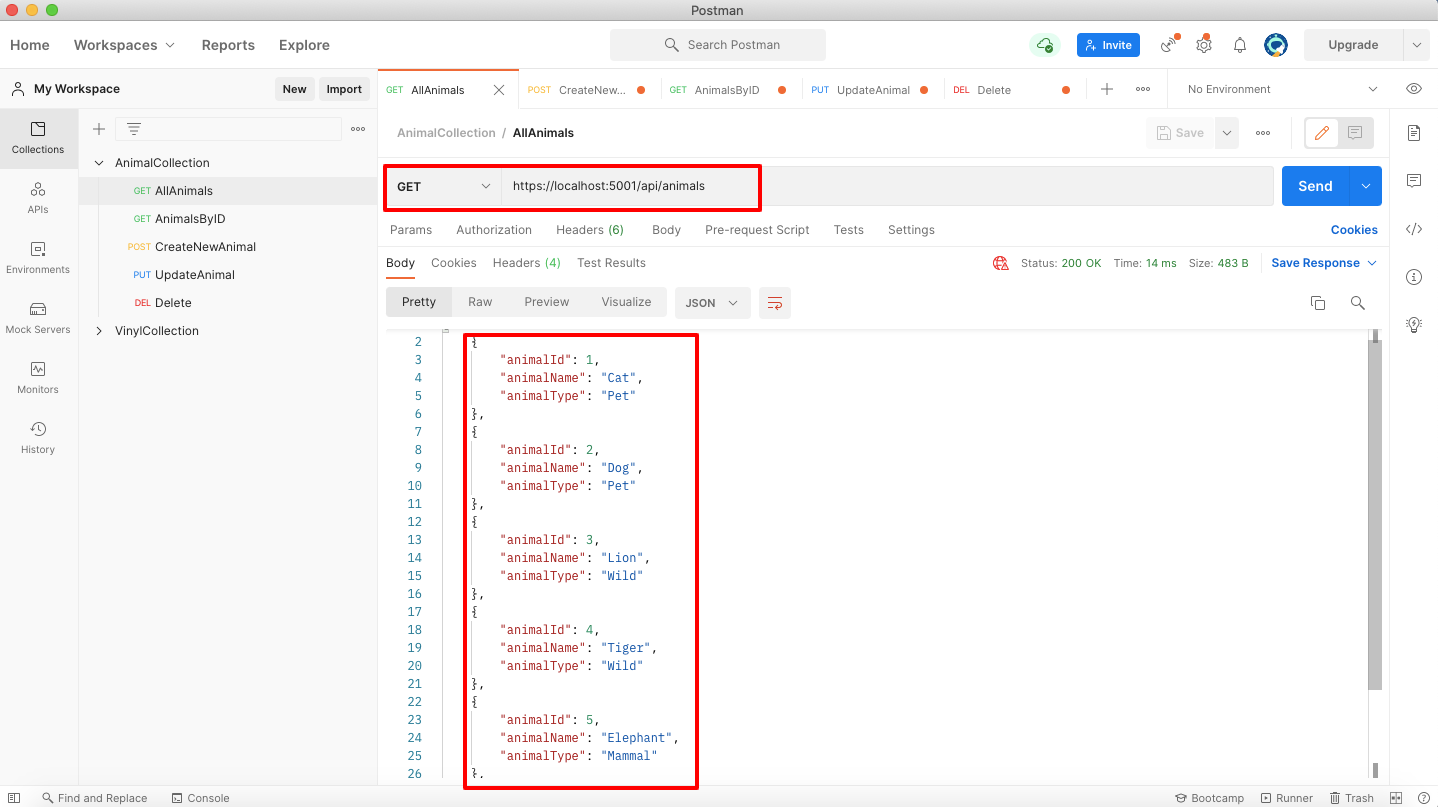 Postman
Home Workspaces Reports Explore Search Postman Invite Upgrade
My Workspace New Import GET AllAnimals POST CreateNew... GET AnimalsByID PUT UpdateAnimal DEL Delete No Environment
Collections
APIs
Environments
Mock Servers
Monitors
History
AnimalCollection
GET AllAnimals
GET AnimalsByID
POST CreateNewAnimal
PUT UpdateAnimal
DEL Delete
VinylCollection
AnimalCollection / AllAnimals Save
GET https://localhost:5001/api/animals Send
Params Authorization Headers (6) Body Pre-request Script Tests Settings Cookies
Body Cookies Headers (4) Test Results Status: 200 OK Time: 14 ms Size: 483 B Save Response
Pretty Raw Preview Visualize JSON
2 {
3 "animalId": 1,
4 "animalName": "Cat",
5 "animalType": "Pet"
6 },
7 {
8 "animalId": 2,
9 "animalName": "Dog",
10 "animalType": "Pet"
11 },
12 {
13 "animalId": 3,
14 "animalName": "Lion",
15 "animalType": "Wild"
16 },
17 {
18 "animalId": 4,
19 "animalName": "Tiger",
20 "animalType": "Wild"
21 },
22 {
23 "animalId": 5,
24 "animalName": "Elephant",
25 "animalType": "Mammal"
26 },
Find and Replace Console Bootcamp Runner Trash